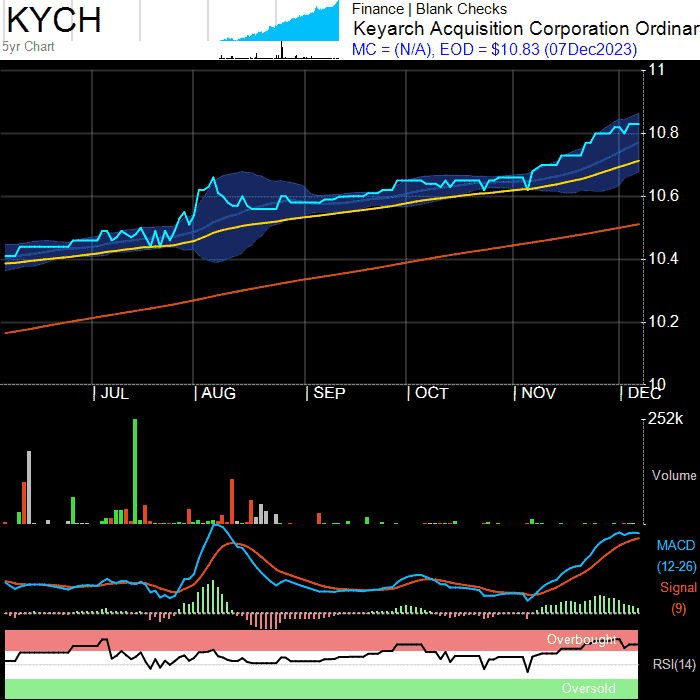 KYCH
5yr Chart
Finance | Blank Checks
Keyarch Acquisition Corporation Ordinar
MC = (N/A), EOD = $10.83 (07Dec2023)
11
10.8
10.6
10.4
10.2
10
| JUL | AUG | SEP | OCT | NOV | DEC
252k
Volume
MACD
(12-26)
Signal
(9)
Overbought
RSI(14)
Oversold